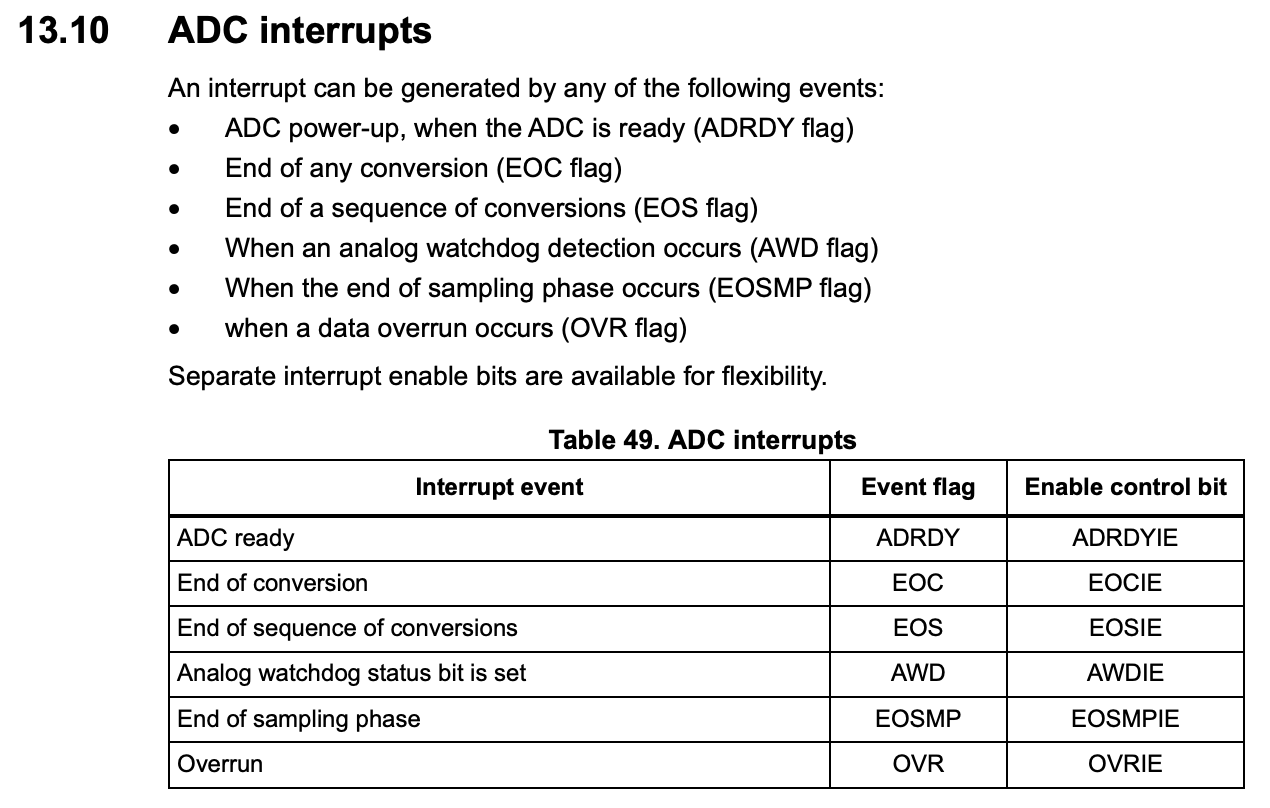 13.10 ADC interrupts
An interrupt can be generated by any of the following events:
• ADC power-up, when the ADC is ready (ADRDY flag)
• End of any conversion (EOC flag)
• End of a sequence of conversions (EOS flag)
• When an analog watchdog detection occurs (AWD flag)
• When the end of sampling phase occurs (EOSMP flag)
• when a data overrun occurs (OVR flag)
Separate interrupt enable bits are available for flexibility.
Table 49. ADC interrupts
Interrupt event Event flag Enable control bit
ADC ready ADRDY ADRDYIE
End of conversion EOC EOCIE
End of sequence of conversions EOS EOSIE
Analog watchdog status bit is set AWD AWDIE
End of sampling phase EOSMP EOSMPIE
Overrun OVR OVRIE